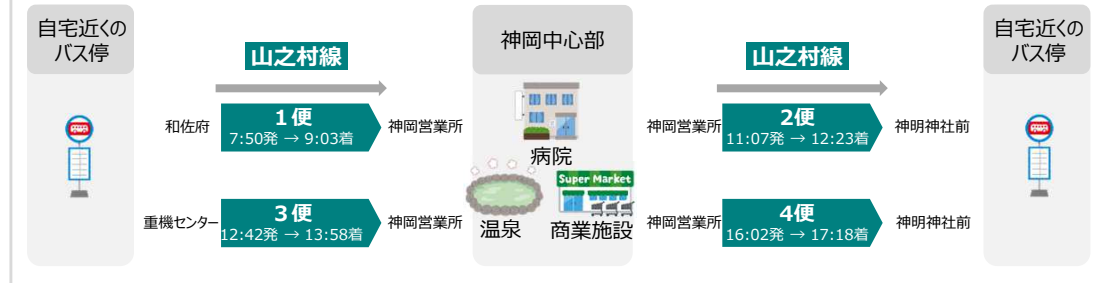 自宅近くの
バス停
山之村線
和佐府
1便
7:50発 → 9:03着
神岡営業所
重機センター
3便
12:42発 → 13:58着
神岡営業所
神岡中心部
病院
Super Market
温泉
商業施設
山之村線
神岡営業所
2便
11:07発 → 12:23着
神明神社前
神岡営業所
4便
16:02発 → 17:18着
神明神社前
自宅近くの
バス停